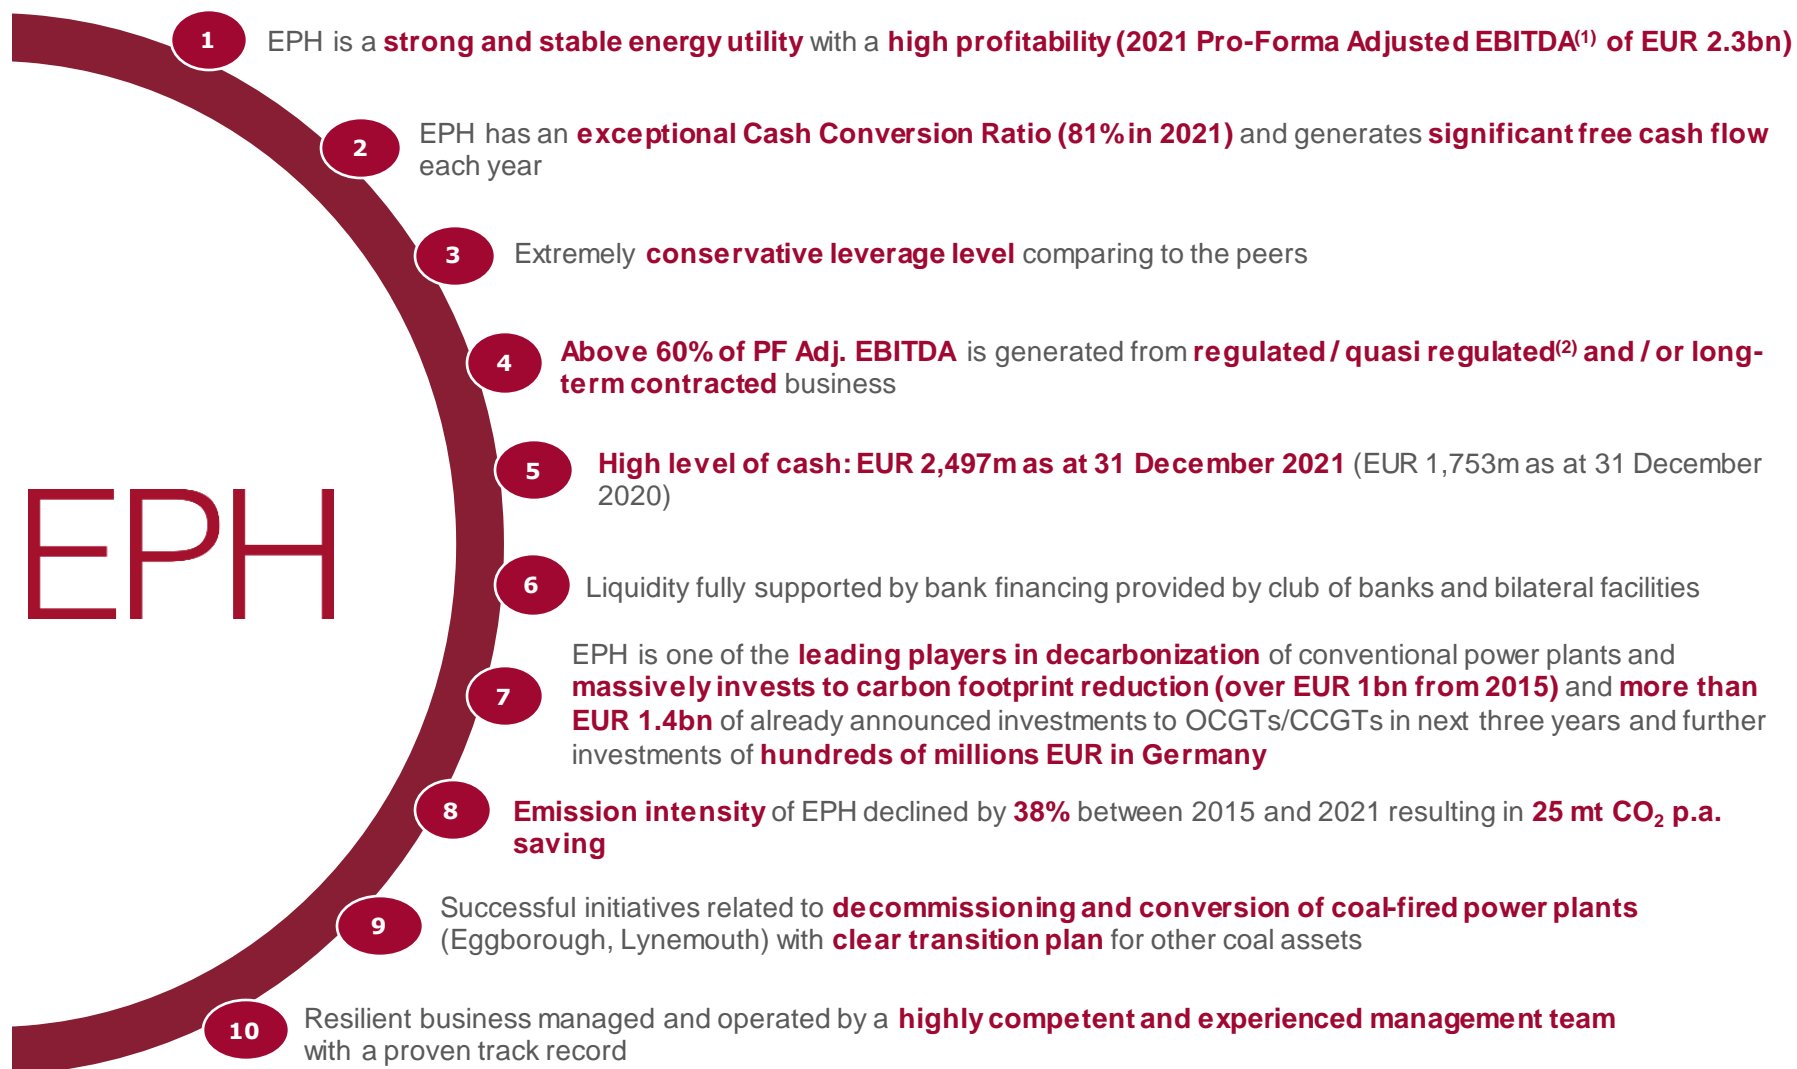 1
EPH is a strong and stable energy utility with a high profitability (2021 Pro-Forma Adjusted EBITDA(1) of EUR 2.3bn)
2
EPH has an exceptional Cash Conversion Ratio (81% in 2021) and generates significant free cash flow
each year
3
Extremely conservative leverage level comparing to the peers
4
Above 60% of PF Adj. EBITDA is generated from regulated / quasi regulated(2) and / or long-
term contracted business
5
High level of cash: EUR 2,497m as at 31 December 2021 (EUR 1,753m as at 31 December
2020)
EPH
6
Liquidity fully supported by bank financing provided by club of banks and bilateral facilities
7
EPH is one of the leading players in decarbonization of conventional power plants and
massively invests to carbon footprint reduction (over EUR 1bn from 2015) and more than
EUR 1.4bn of already announced investments to OCGTs/CCGTs in next three years and further
investments of hundreds of millions EUR in Germany
8
Emission intensity of EPH declined by 38% between 2015 and 2021 resulting in 25 mt CO₂ p.a.
saving
9
Successful initiatives related to decommissioning and conversion of coal-fired power plants
(Eggborough, Lynemouth) with clear transition plan for other coal assets
10
Resilient business managed and operated by a highly competent and experienced management team
with a proven track record